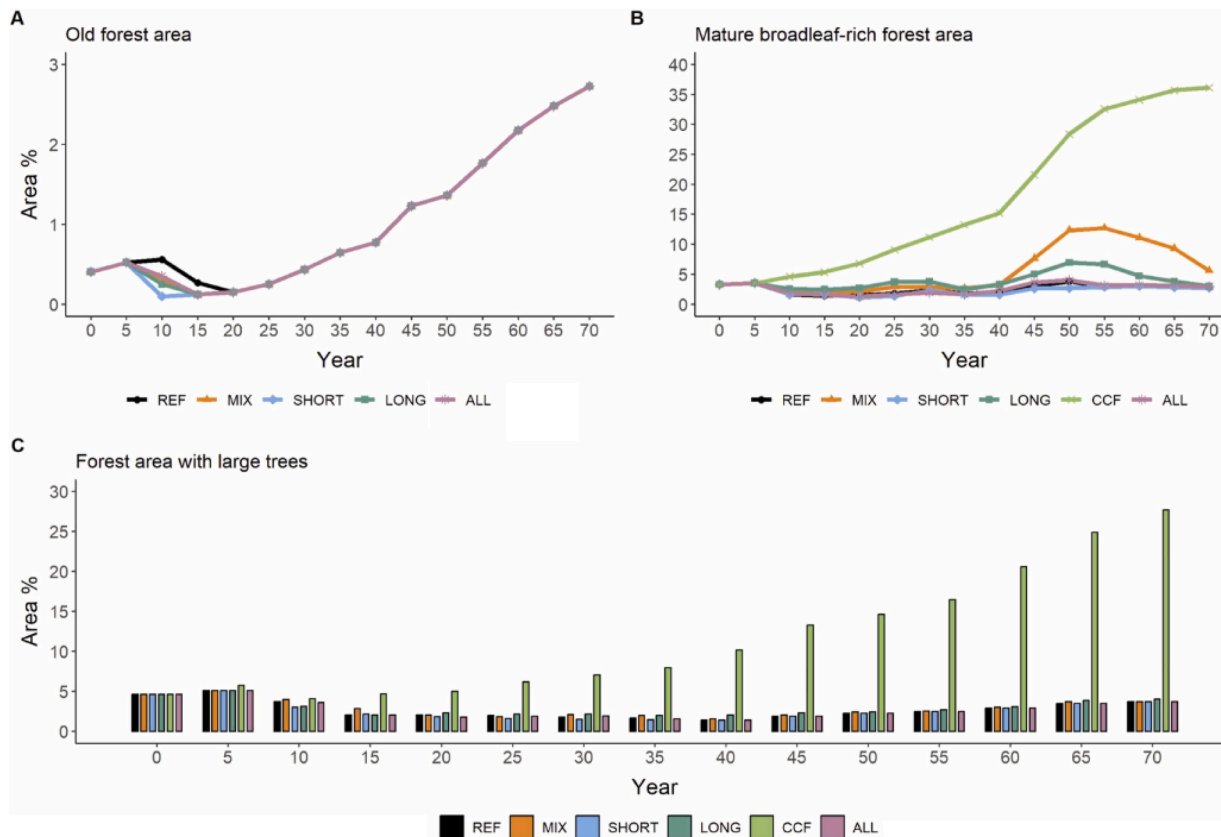 A
Old forest area
Area %
3
2
1
0
0 5 10 15 20 25 30 35 40 45 50 55 60 65 70
Year
REF MIX SHORT LONG ALL
B
Mature broadleaf-rich forest area
40
35
30
25
20
15
10
5
0
0 5 10 15 20 25 30 35 40 45 50 55 60 65 70
Year
REF MIX SHORT LONG CCF ALL
C
Forest area with large trees
Area %
30
25
20
15
10
5
0
0 5 10 15 20 25 30 35 40 45 50 55 60 65 70
Year
REF MIX SHORT LONG CCF ALL